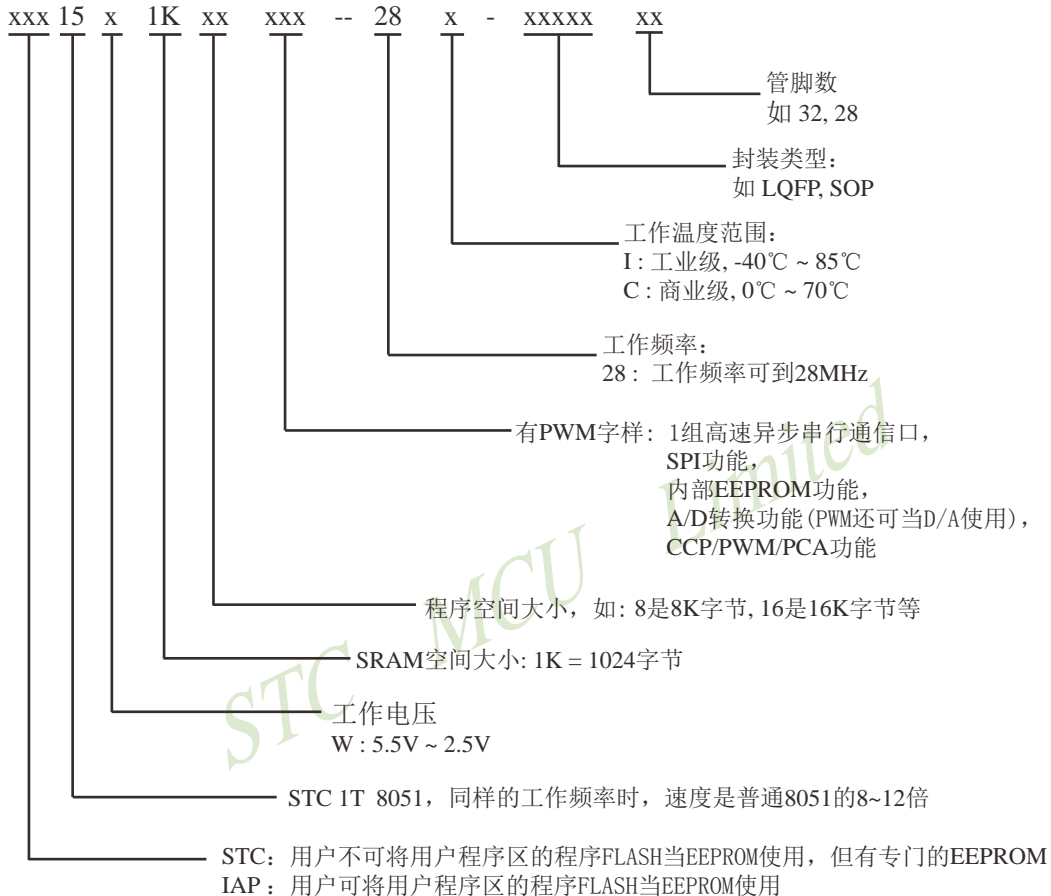 xxx 15 x 1K xx xxx -- 28 x - xxxxx xx
管脚数
如 32, 28
封装类型：
如 LQFP, SOP
工作温度范围：
I : 工业级, -40℃ ~ 85℃
C : 商业级, 0℃ ~ 70℃
工作频率：
28 : 工作频率可到28MHz
有PWM字样: 1组高速异步串行通信口，
SPI功能，
内部EEPROM功能，
A/D转换功能(PWM还可当D/A使用)，
CCP/PWM/PCA功能
程序空间大小，如: 8是8K字节, 16是16K字节等
SRAM空间大小: 1K = 1024字节
工作电压
W : 5.5V ~ 2.5V
STC 1T 8051，同样的工作频率时，速度是普通8051的8~12倍
STC：用户不可将用户程序区的程序FLASH当EEPROM使用，但有专门的EEPROM
IAP：用户可将用户程序区的程序FLASH当EEPROM使用
STC MCU Limited